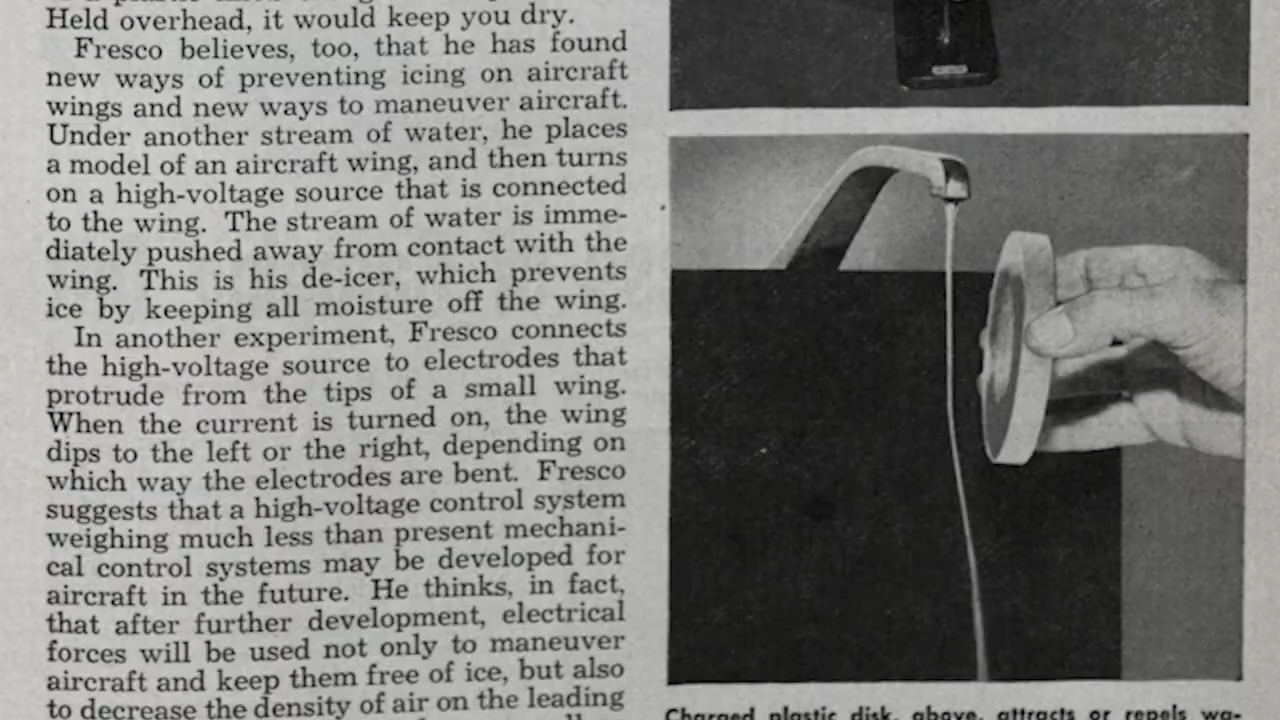 Held overhead, it would keep you dry.
Fresco believes, too, that he has found
new ways of preventing icing on aircraft
wings and new ways to maneuver aircraft.
Under another stream of water, he places
a model of an aircraft wing, and then turns
on a high-voltage source that is connected
to the wing. The stream of water is imme-
diately pushed away from contact with the
wing. This is his de-icer, which prevents
ice by keeping all moisture off the wing.
In another experiment, Fresco connects
the high-voltage source to electrodes that
protrude from the tips of a small wing.
When the current is turned on, the wing
dips to the left or the right, depending on
which way the electrodes are bent. Fresco
suggests that a high-voltage control system
weighing much less than present mechani-
cal control systems may be developed for
aircraft in the future. He thinks, in fact,
that after further development, electrical
forces will be used not only to maneuver
aircraft and keep them free of ice, but also
to decrease the density of air on the leading
Charged plastic disk, above, attracts or repels wa-